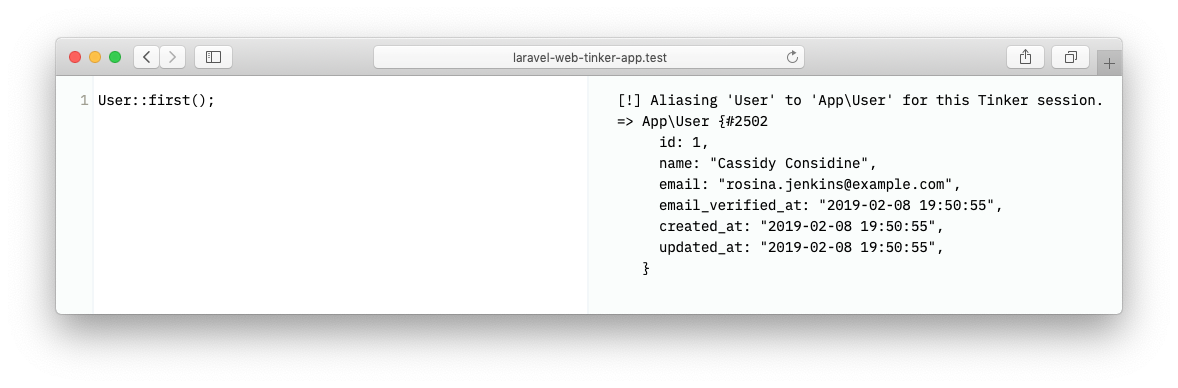 laravel-web-tinker-app.test
1 User::first();
[!] Aliasing 'User' to 'App\User' for this Tinker session.
=> App\User {#2502
     id: 1,
     name: "Cassidy Considine",
     email: "rosina.jenkins@example.com",
     email_verified_at: "2019-02-08 19:50:55",
     created_at: "2019-02-08 19:50:55",
     updated_at: "2019-02-08 19:50:55",
   }